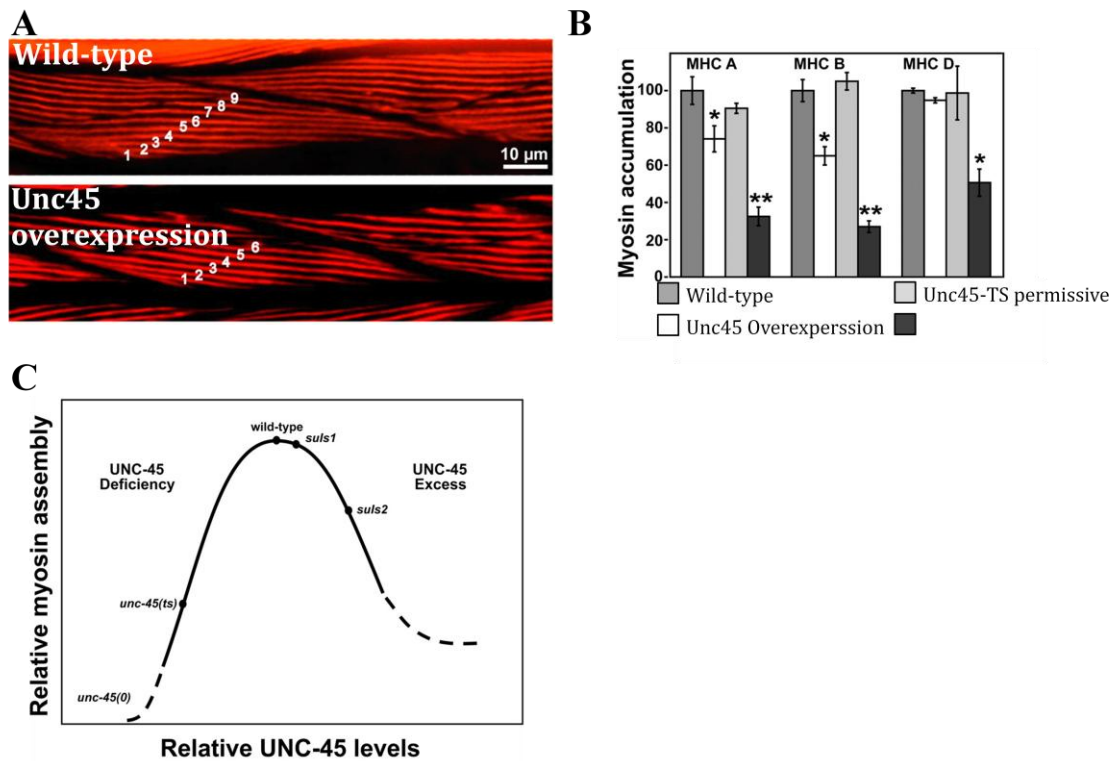 A
Wild-type
1 2 3 4 5 6 7 8 9
10 μm
Unc45
overexpression
1 2 3 4 5 6
B
Myosin accumulation
100
80
60
40
20
0
MHC A
MHC B
MHC D
*
**
*
**
*
Wild-type
Unc45-TS permissive
Unc45 Overexperssion
C
Relative myosin assembly
wild-type
suls1
UNC-45
Deficiency
UNC-45
Excess
suls2
unc-45(ts)
unc-45(0)
Relative UNC-45 levels